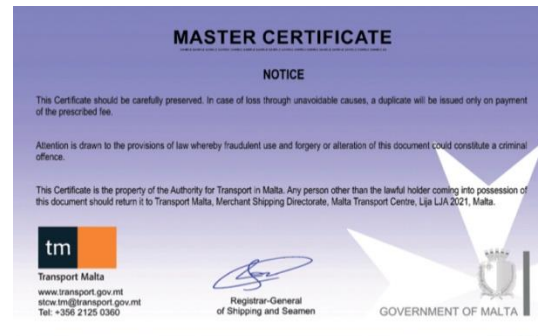 MASTER CERTIFICATE
NOTICE
This Certificate should be carefully preserved. In case of loss through unavoidable causes, a duplicate will be issued only on payment
of the prescribed fee.
Attention is drawn to the provisions of law whereby fraudulent use and forgery or alteration of this document could constitute a criminal
offence.
This Certificate is the property of the Authority for Transport in Malta. Any person other than the lawful holder coming into possession of
this document should return it to Transport Malta, Merchant Shipping Directorate, Malta Transport Centre, Lija LJA 2021, Malta.
tm
Transport Malta
www.transport.gov.mt
stcw.tm@transport.gov.mt
Tel: +356 2125 0360
Registrar-General
of Shipping and Seamen
GOVERNMENT OF MALTA